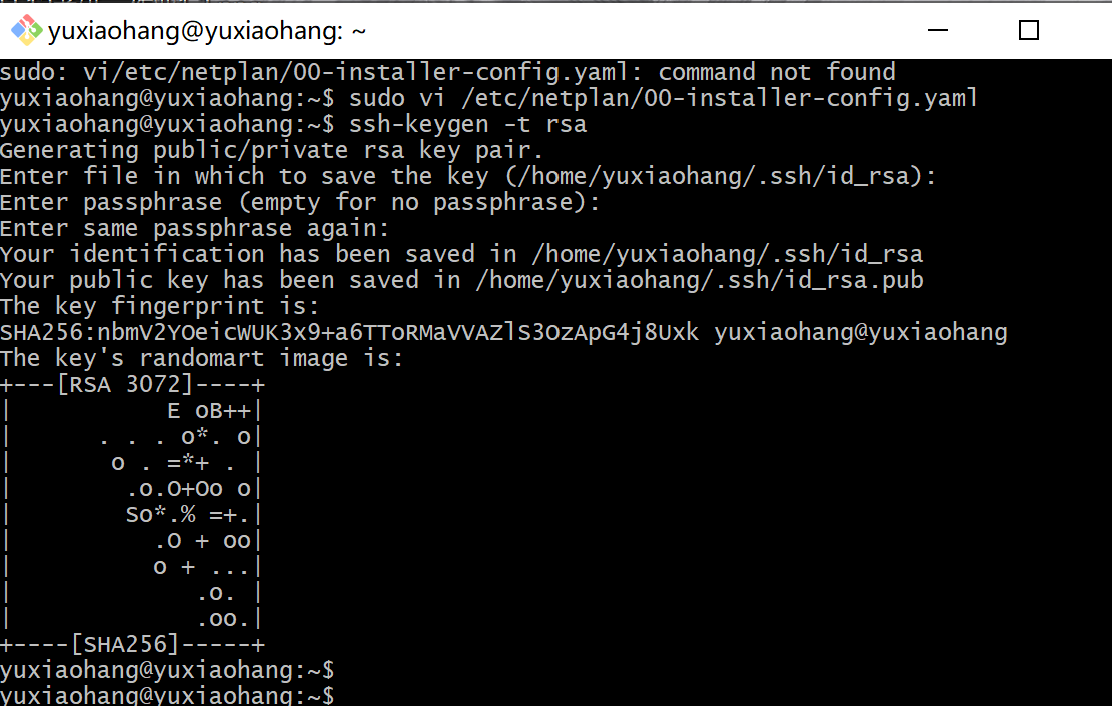 yuxiaohang@yuxiaohang: ~
sudo: vi/etc/netplan/00-installer-config.yaml: command not found
yuxiaohang@yuxiaohang:~$ sudo vi /etc/netplan/00-installer-config.yaml
yuxiaohang@yuxiaohang:~$ ssh-keygen -t rsa
Generating public/private rsa key pair.
Enter file in which to save the key (/home/yuxiaohang/.ssh/id_rsa):
Enter passphrase (empty for no passphrase):
Enter same passphrase again:
Your identification has been saved in /home/yuxiaohang/.ssh/id_rsa
Your public key has been saved in /home/yuxiaohang/.ssh/id_rsa.pub
The key fingerprint is:
SHA256:nbmV2YOeicWUK3x9+a6TToRMaVVAZlS3OzApG4j8Uxk yuxiaohang@yuxiaohang
The key's randomart image is:
+---[RSA 3072]----+
|           E oB++|
|      . . . o*. o|
|       o . =*+ . |
|        .o.O+Oo o|
|        So*.% =+.|
|          .O + oo|
|          o + ...|
|             .o. |
|             .oo.|
+----[SHA256]-----+
yuxiaohang@yuxiaohang:~$
yuxiaohang@yuxiaohang:~$